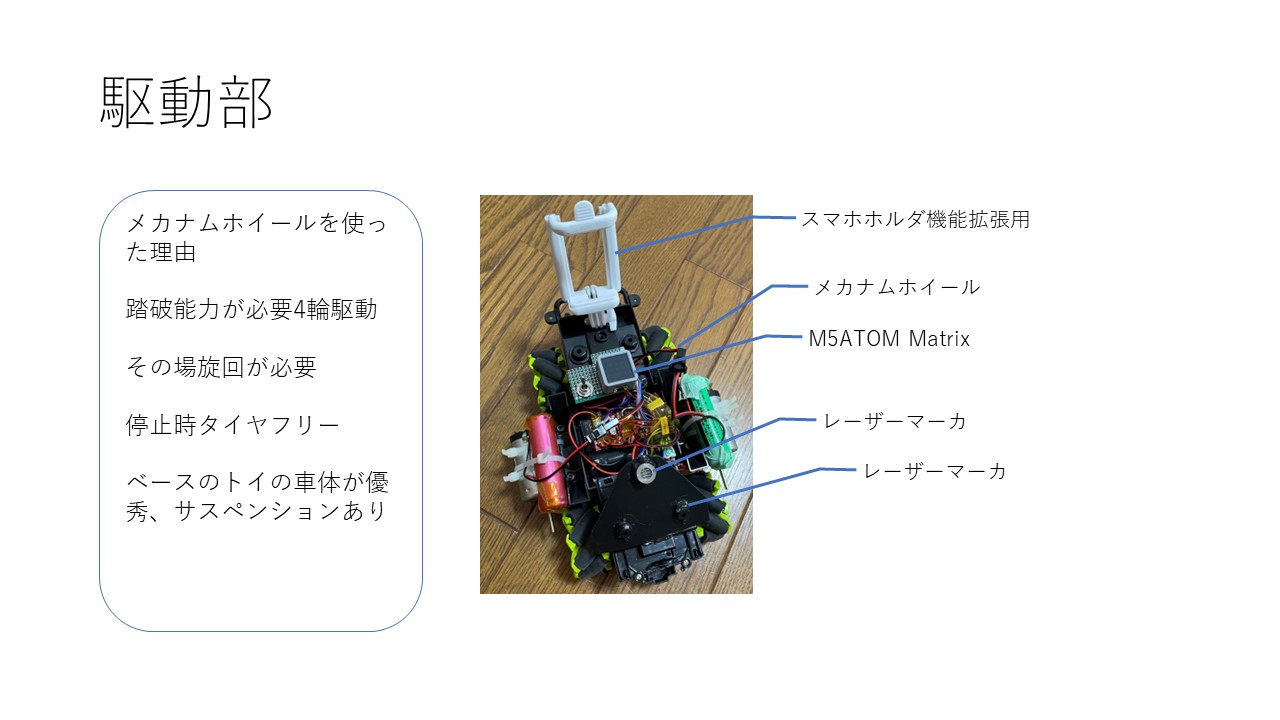 駆動部
メカナムホイールを使っ
た理由
踏破能力が必要4輪駆動
その場旋回が必要
停止時タイヤフリー
ベースのトイの車体が優
秀、サスペンションあり
スマホホルダ機能拡張用
メカナムホイール
M5ATOM Matrix
レーザーマーカ
レーザーマーカ